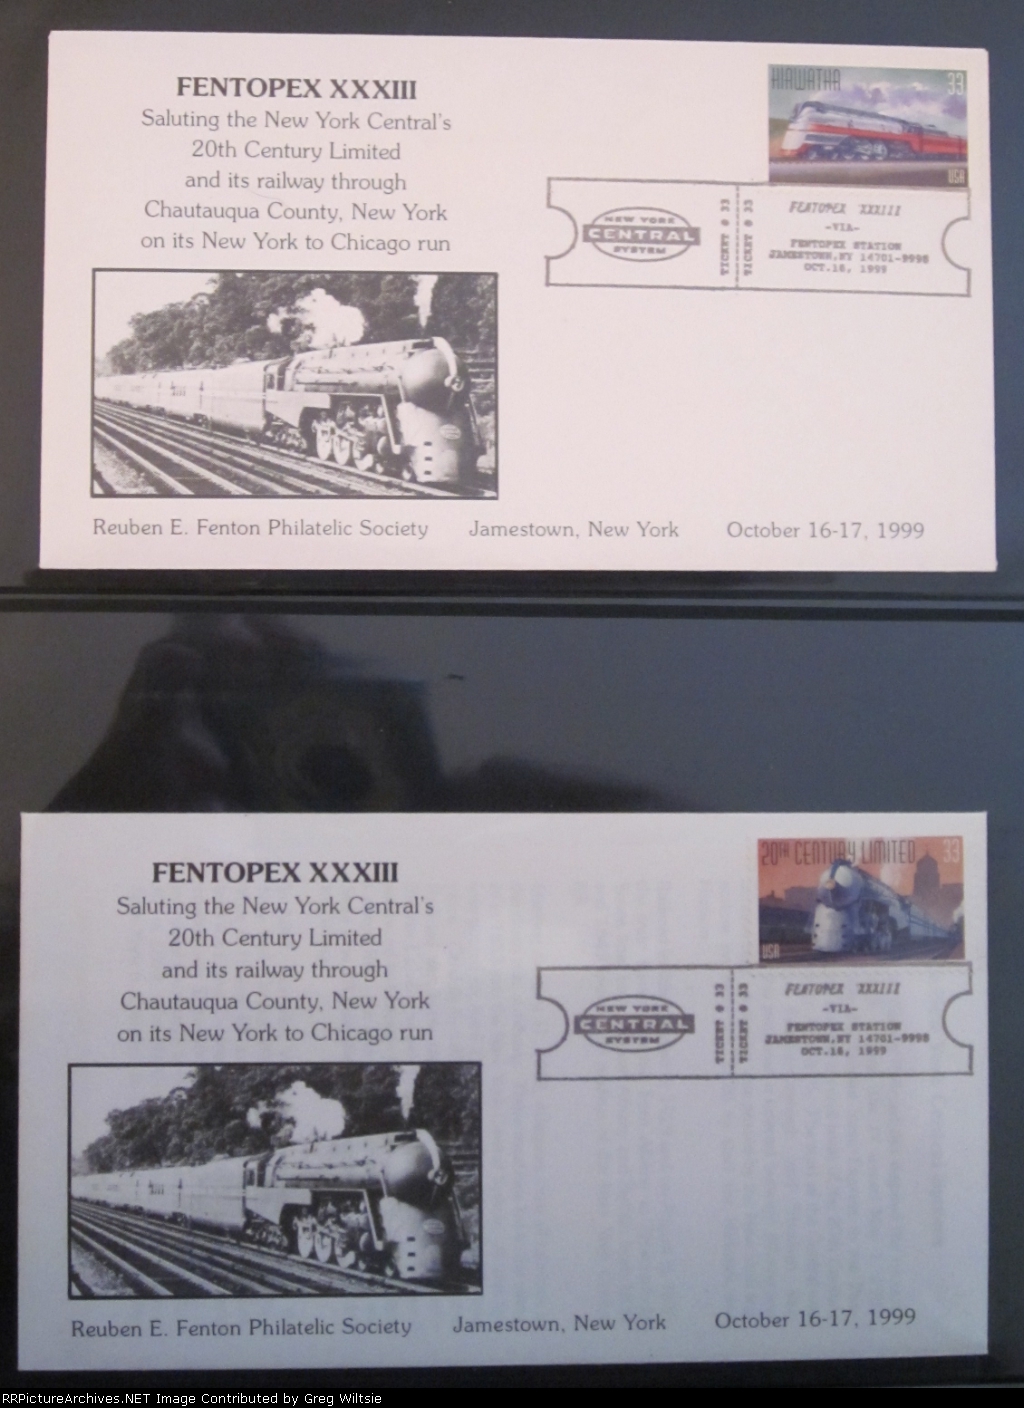 FENTOPEX XXXIII
Saluting the New York Central's
20th Century Limited
and its railway through
Chautauqua County, New York
on its New York to Chicago run
HIAWATHA 33
USA
NEW YORK
CENTRAL
SYSTEM
TICKET # 33
TICKET # 33
FENTOPEX XXXIII
-VIA-
FENTOPEX STATION
JAMESTOWN, NY 14701-9998
OCT.16, 1999
Reuben E. Fenton Philatelic Society Jamestown, New York October 16-17, 1999
FENTOPEX XXXIII
Saluting the New York Central's
20th Century Limited
and its railway through
Chautauqua County, New York
on its New York to Chicago run
20TH CENTURY LIMITED 33
USA
NEW YORK
CENTRAL
SYSTEM
TICKET # 33
TICKET # 33
FENTOPEX XXXIII
-VIA-
FENTOPEX STATION
JAMESTOWN, NY 14701-9998
OCT.16, 1999
Reuben E. Fenton Philatelic Society Jamestown, New York October 16-17, 1999
RRPictureArchives.NET Image Contributed by Greg Wiltsie